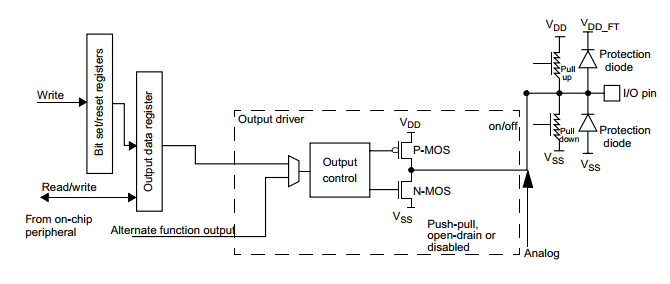 VDD
VDD_FT
Bit set/reset registers
Output data register
Pull
up
Protection
diode
Write
I/O pin
Output driver
VDD
on/off
Pull
down
Protection
diode
P-MOS
Output
control
VSS
VSS
Read/write
N-MOS
From on-chip
peripheral
Alternate function output
VSS
Push-pull,
open-drain or
disabled
Analog